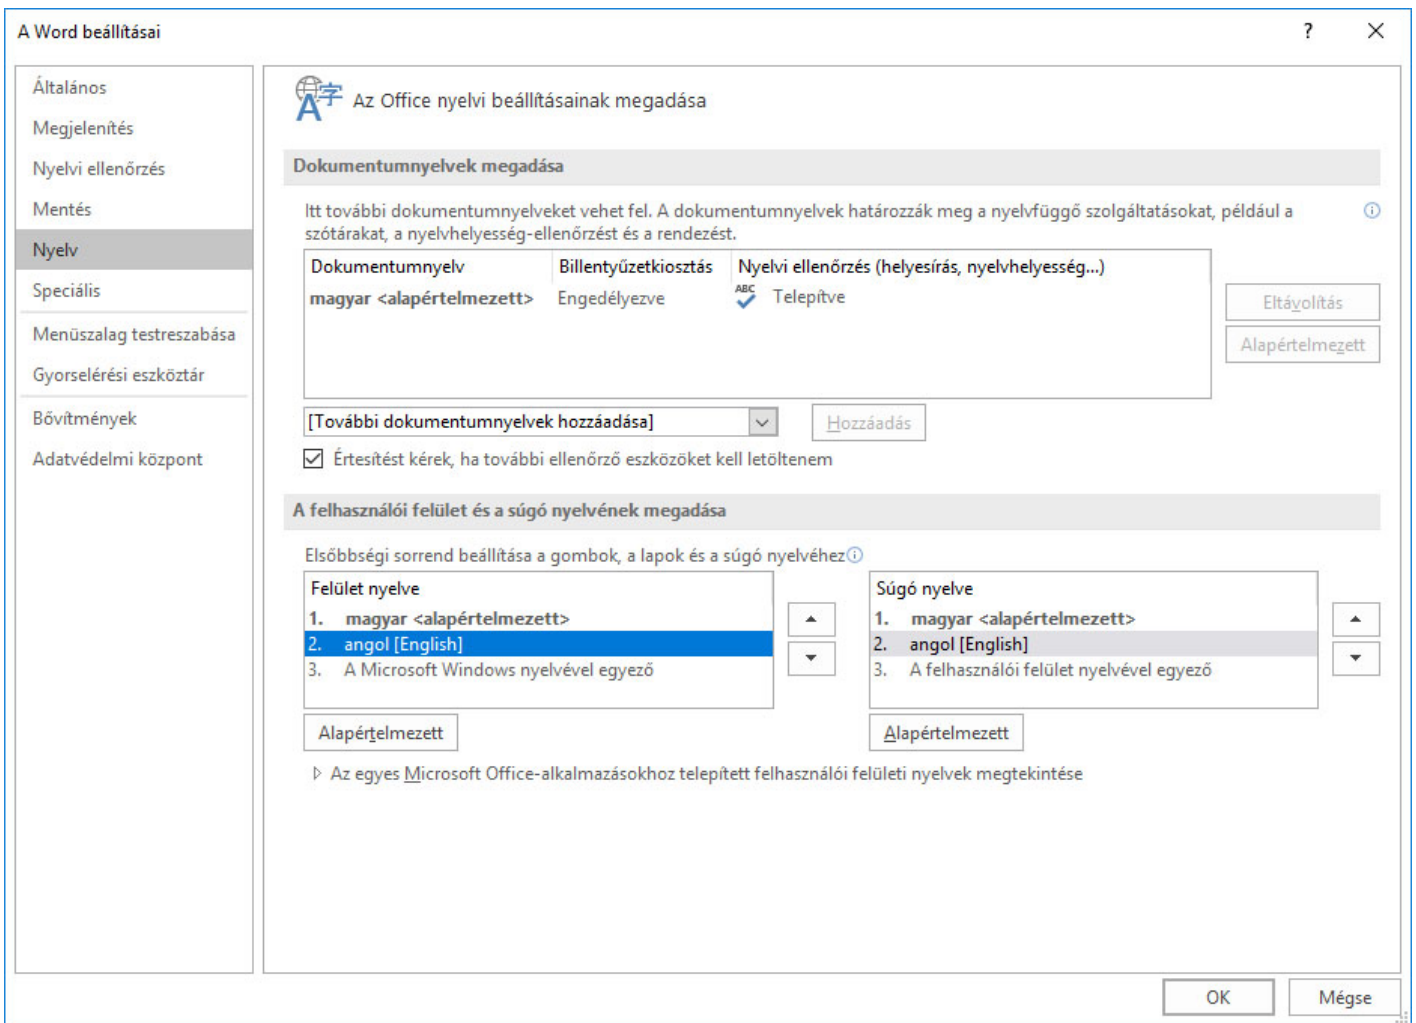 A Word beállításai
?
Általános
Megjelenítés
Nyelvi ellenőrzés
Mentés
Nyelv
Speciális
Menüszalag testreszabása
Gyorselérési eszköztár
Bővítmények
Adatvédelmi központ
A字 Az Office nyelvi beállításainak megadása
Dokumentumnyelvek megadása
Itt további dokumentumnyelveket vehet fel. A dokumentumnyelvek határozzák meg a nyelvfüggő szolgáltatásokat, például a
szótárakat, a nyelvhelyesség-ellenőrzést és a rendezést.
Dokumentumnyelv Billentyűzetkiosztás Nyelvi ellenőrzés (helyesírás, nyelvhelyesség...)
magyar <alapértelmezett> Engedélyezve ABC Telepítve
Eltávolítás
Alapértelmezett
[További dokumentumnyelvek hozzáadása] Hozzáadás
Értesítést kérek, ha további ellenőrző eszközöket kell letöltenem
A felhasználói felület és a súgó nyelvének megadása
Elsőbbségi sorrend beállítása a gombok, a lapok és a súgó nyelvéhez
Felület nyelve
1. magyar <alapértelmezett>
2. angol [English]
3. A Microsoft Windows nyelvével egyező
Alapértelmezett
Súgó nyelve
1. magyar <alapértelmezett>
2. angol [English]
3. A felhasználói felület nyelvével egyező
Alapértelmezett
Az egyes Microsoft Office-alkalmazásokhoz telepített felhasználói felületi nyelvek megtekintése
OK Mégse